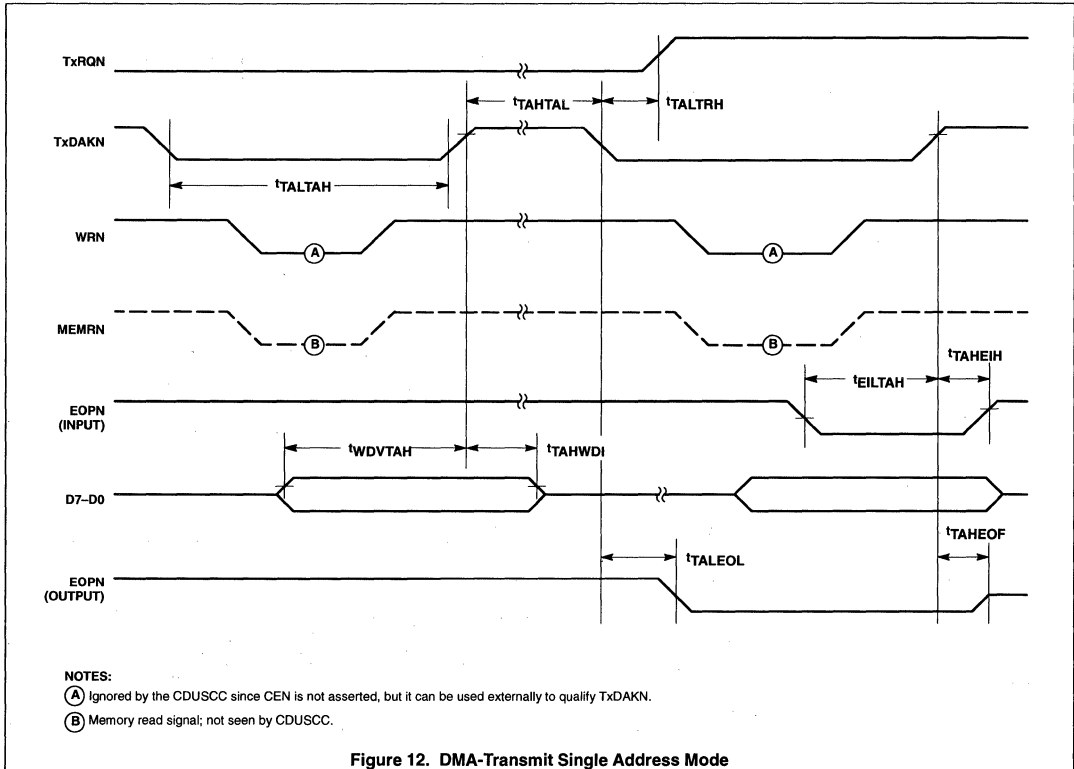 TxRQN
tTAHTAL
tTALTRH
TxDAKN
tTALTAH
WRN
A
A
MEMRN
B
B
tTAHEIH
tEILTAH
EOPN
(INPUT)
tWDVTAH
tTAHWDI
D7–D0
tTAHEOF
tTALEOL
EOPN
(OUTPUT)
NOTES:
A Ignored by the CDUSCC since CEN is not asserted, but it can be used externally to qualify TxDAKN.
B Memory read signal; not seen by CDUSCC.
Figure 12. DMA-Transmit Single Address Mode